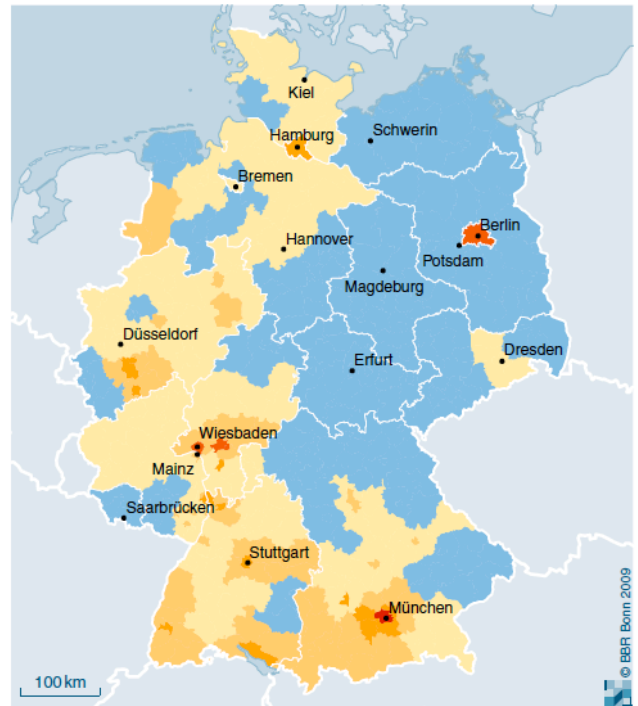 Kiel
Hamburg
Schwerin
Bremen
Berlin
Hannover
Potsdam
Magdeburg
Düsseldorf
Dresden
Erfurt
Wiesbaden
Mainz
Saarbrücken
Stuttgart
München
100 km
© BBR Bonn 2009